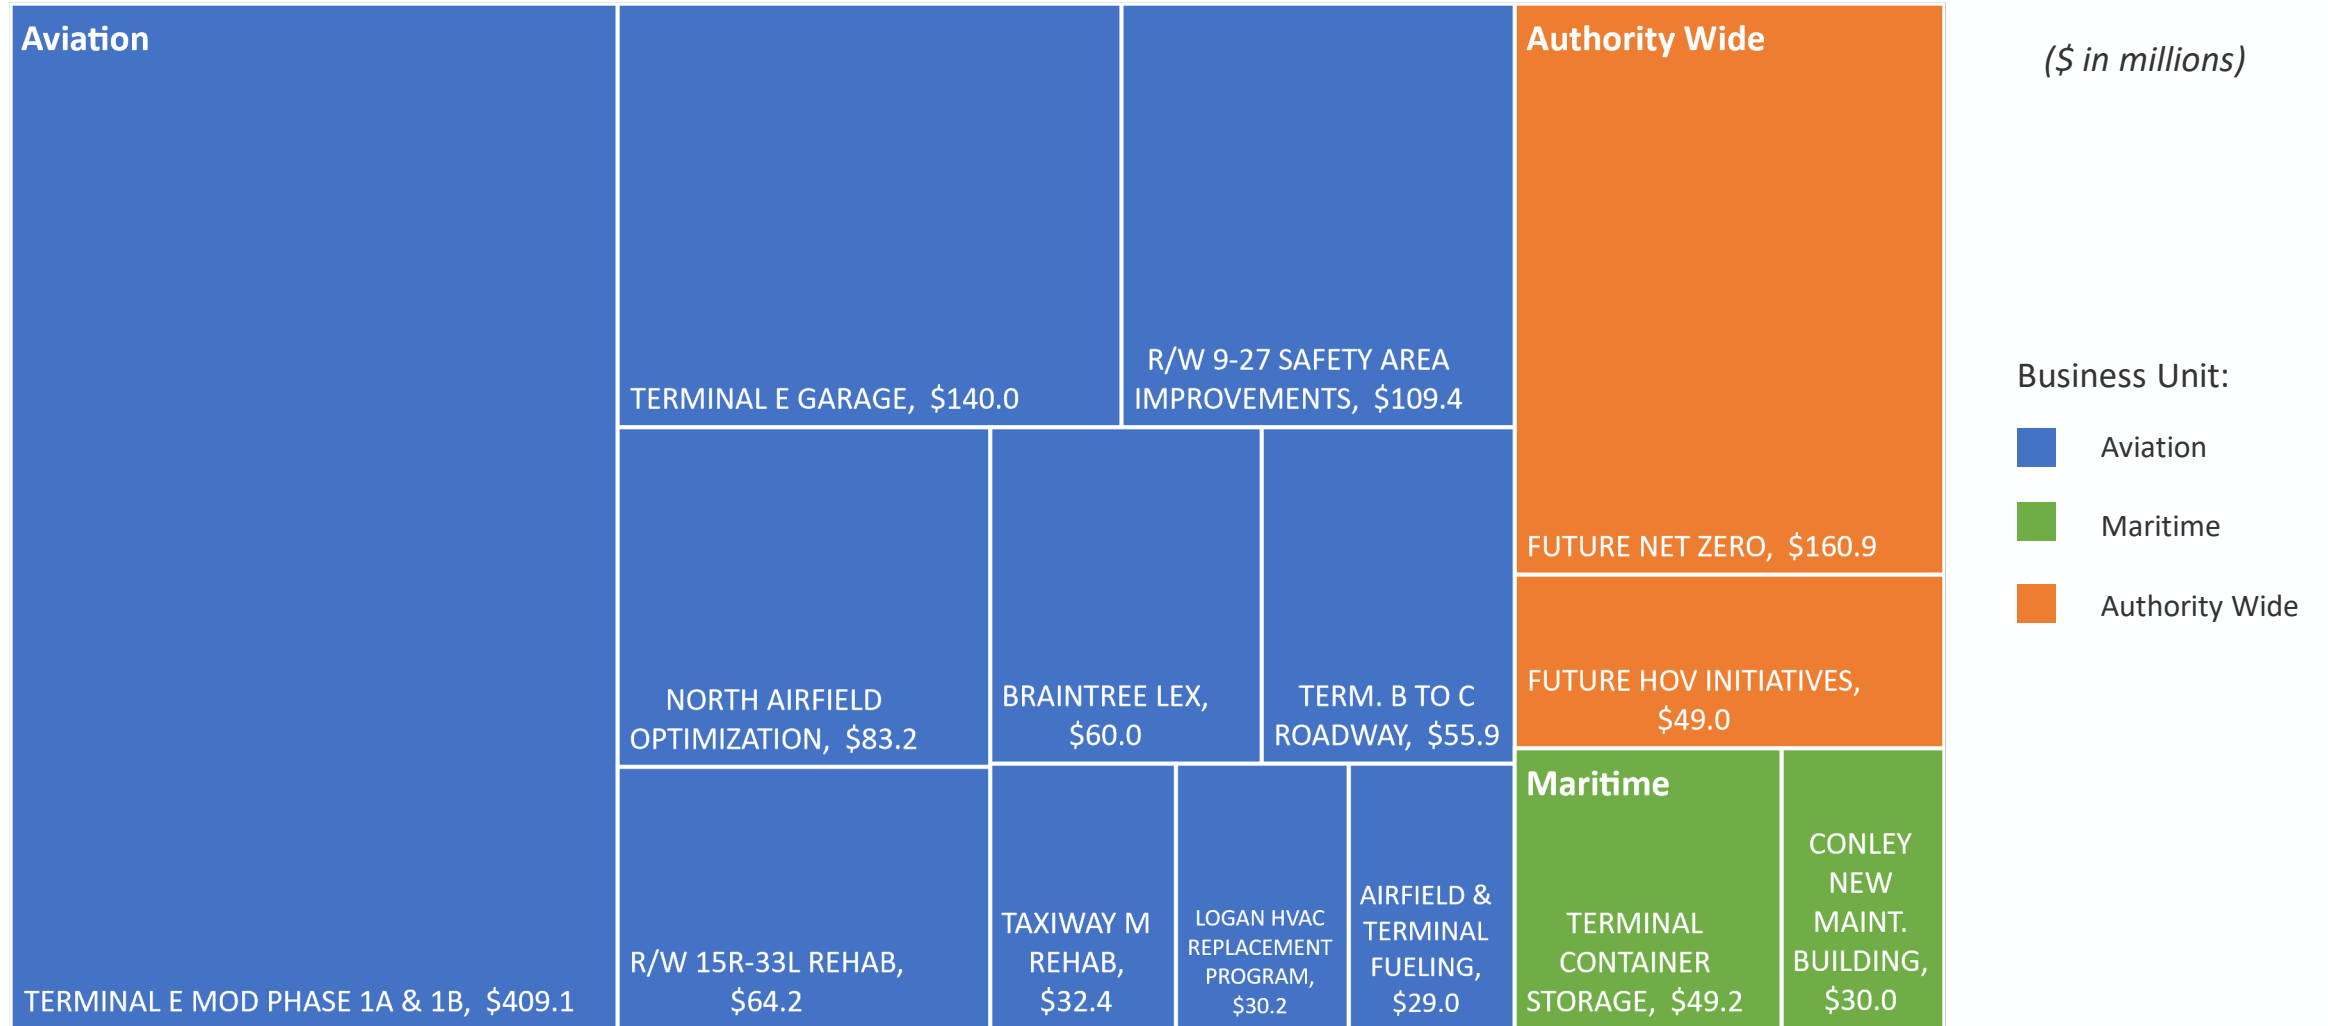 Aviation
TERMINAL E MOD PHASE 1A & 1B,  $409.1
TERMINAL E GARAGE,  $140.0
R/W 9-27 SAFETY AREA
IMPROVEMENTS,  $109.4
NORTH AIRFIELD
OPTIMIZATION,  $83.2
BRAINTREE LEX,
$60.0
TERM. B TO C
ROADWAY,  $55.9
R/W 15R-33L REHAB,
$64.2
TAXIWAY M
REHAB,
$32.4
LOGAN HVAC
REPLACEMENT
PROGRAM,
$30.2
AIRFIELD &
TERMINAL
FUELING,
$29.0
Authority Wide
FUTURE NET ZERO,  $160.9
FUTURE HOV INITIATIVES,
$49.0
Maritime
TERMINAL
CONTAINER
STORAGE,  $49.2
CONLEY
NEW
MAINT.
BUILDING,
$30.0
($ in millions)
Business Unit:
Aviation
Maritime
Authority Wide